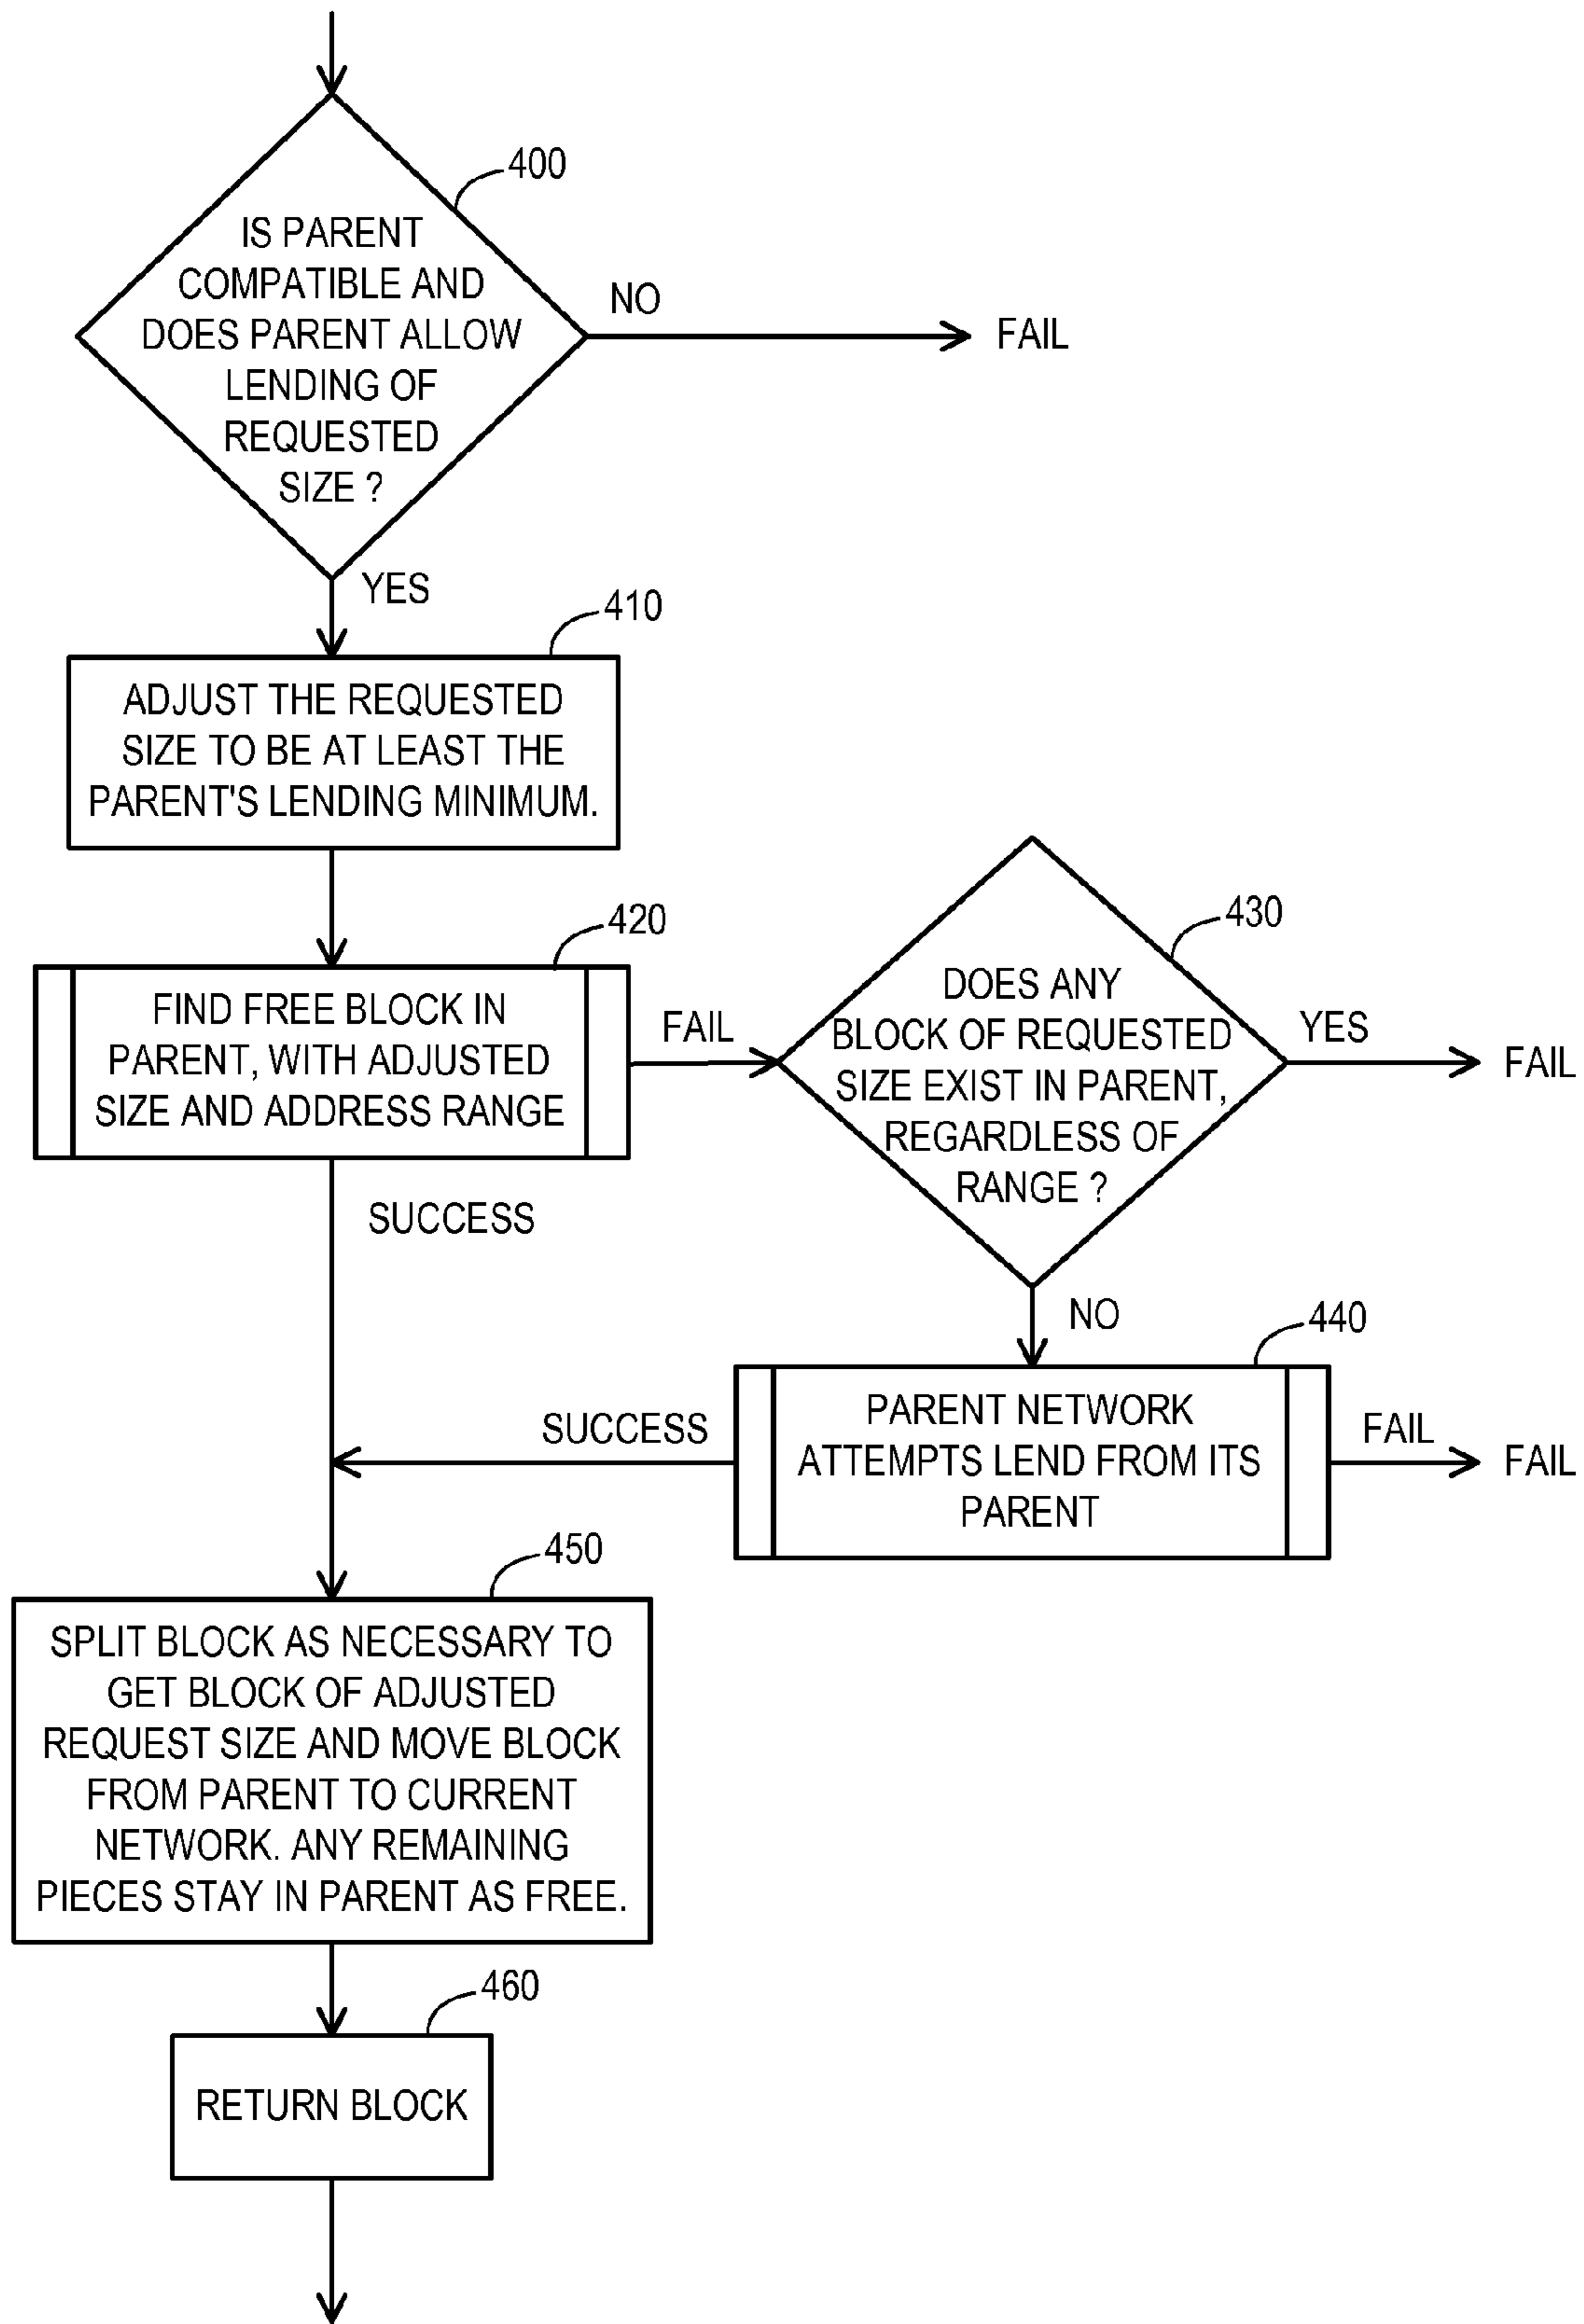 400
IS PARENT
COMPATIBLE AND
DOES PARENT ALLOW
LENDING OF
REQUESTED
SIZE ?
NO
FAIL
YES
410
ADJUST THE REQUESTED
SIZE TO BE AT LEAST THE
PARENT'S LENDING MINIMUM.
420
FIND FREE BLOCK IN
PARENT, WITH ADJUSTED
SIZE AND ADDRESS RANGE
FAIL
430
DOES ANY
BLOCK OF REQUESTED
SIZE EXIST IN PARENT,
REGARDLESS OF
RANGE ?
YES
FAIL
SUCCESS
NO
440
PARENT NETWORK
ATTEMPTS LEND FROM ITS
PARENT
SUCCESS
FAIL
FAIL
450
SPLIT BLOCK AS NECESSARY TO
GET BLOCK OF ADJUSTED
REQUEST SIZE AND MOVE BLOCK
FROM PARENT TO CURRENT
NETWORK. ANY REMAINING
PIECES STAY IN PARENT AS FREE.
460
RETURN BLOCK